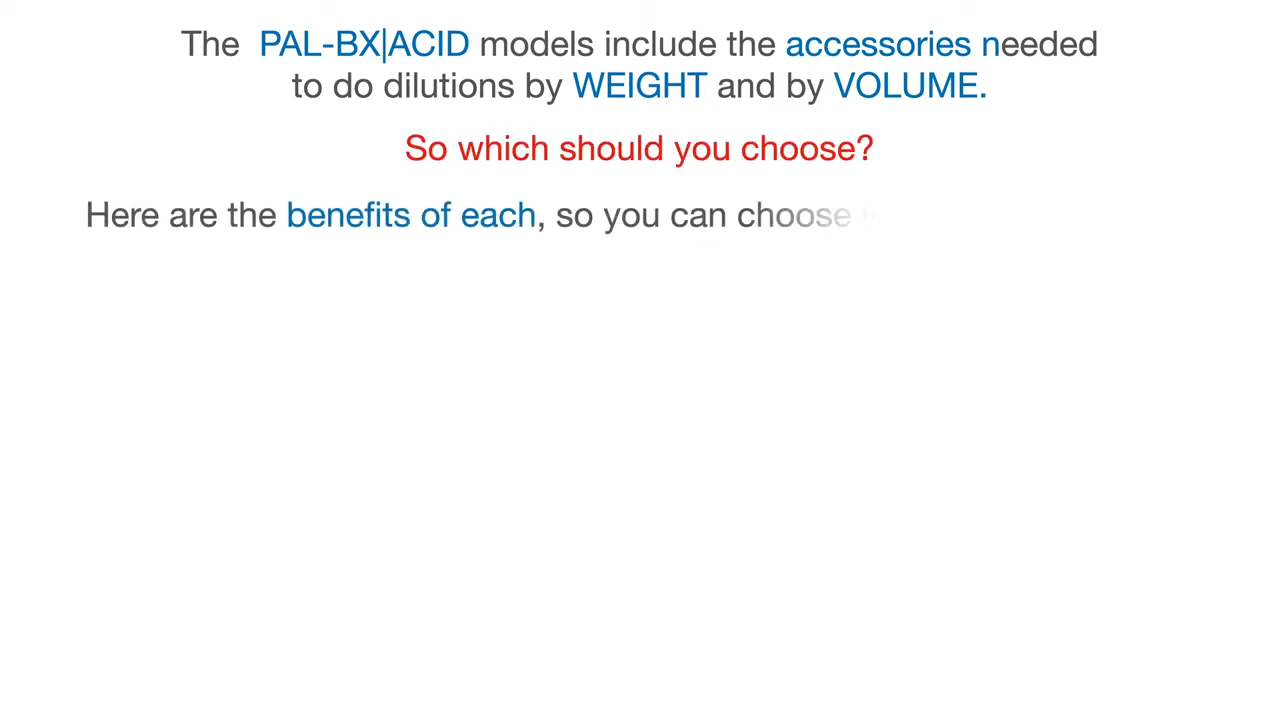 The PAL-BX|ACID models include the accessories needed
to do dilutions by WEIGHT and by VOLUME.
So which should you choose?
Here are the benefits of each, so you can choose